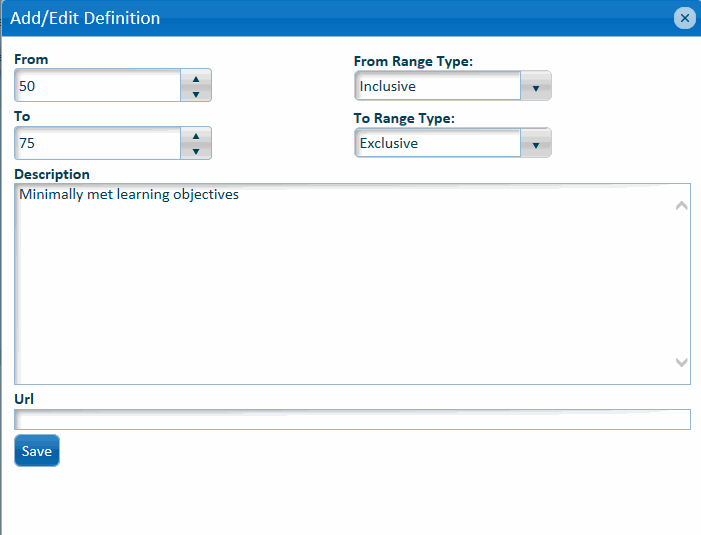 Add/Edit Definition
From
50
From Range Type:
Inclusive
To
75
To Range Type:
Exclusive
Description
Minimally met learning objectives
Url
Save